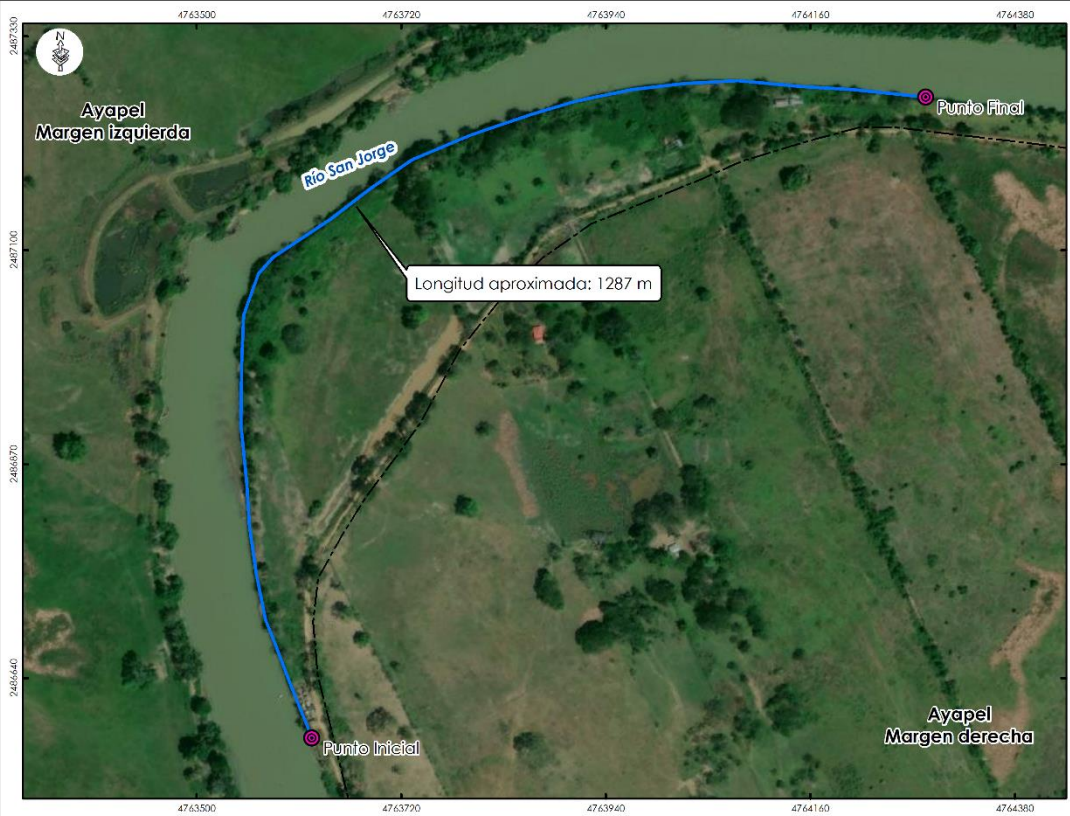 4763500 4763720 4763940 4764160 4764380
2487330
N
Ayapel
Margen izquierda
Punto Final
Río San Jorge
2487100
Longitud aproximada: 1287 m
2486870
2486640
Ayapel
Margen derecha
Punto Inicial
4763500 4763720 4763940 4764160 4764380